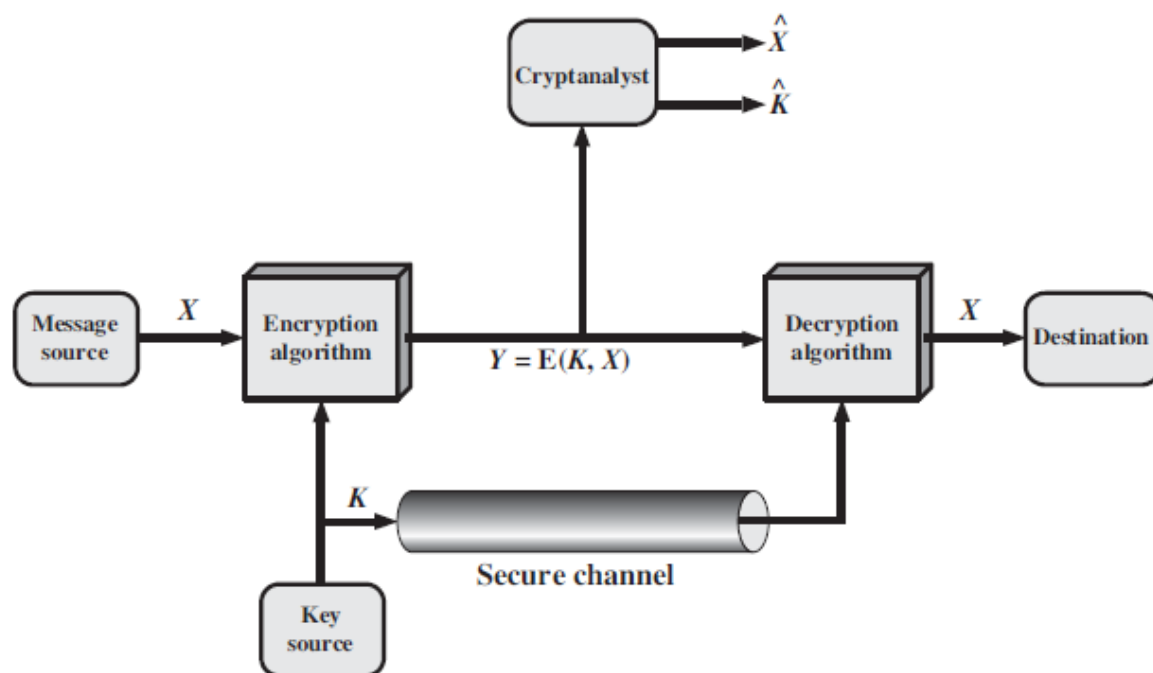 X̂
Cryptanalyst
K̂
Message
source
X
Encryption
algorithm
Y = E(K, X)
Decryption
algorithm
X
Destination
K
Secure channel
Key
source